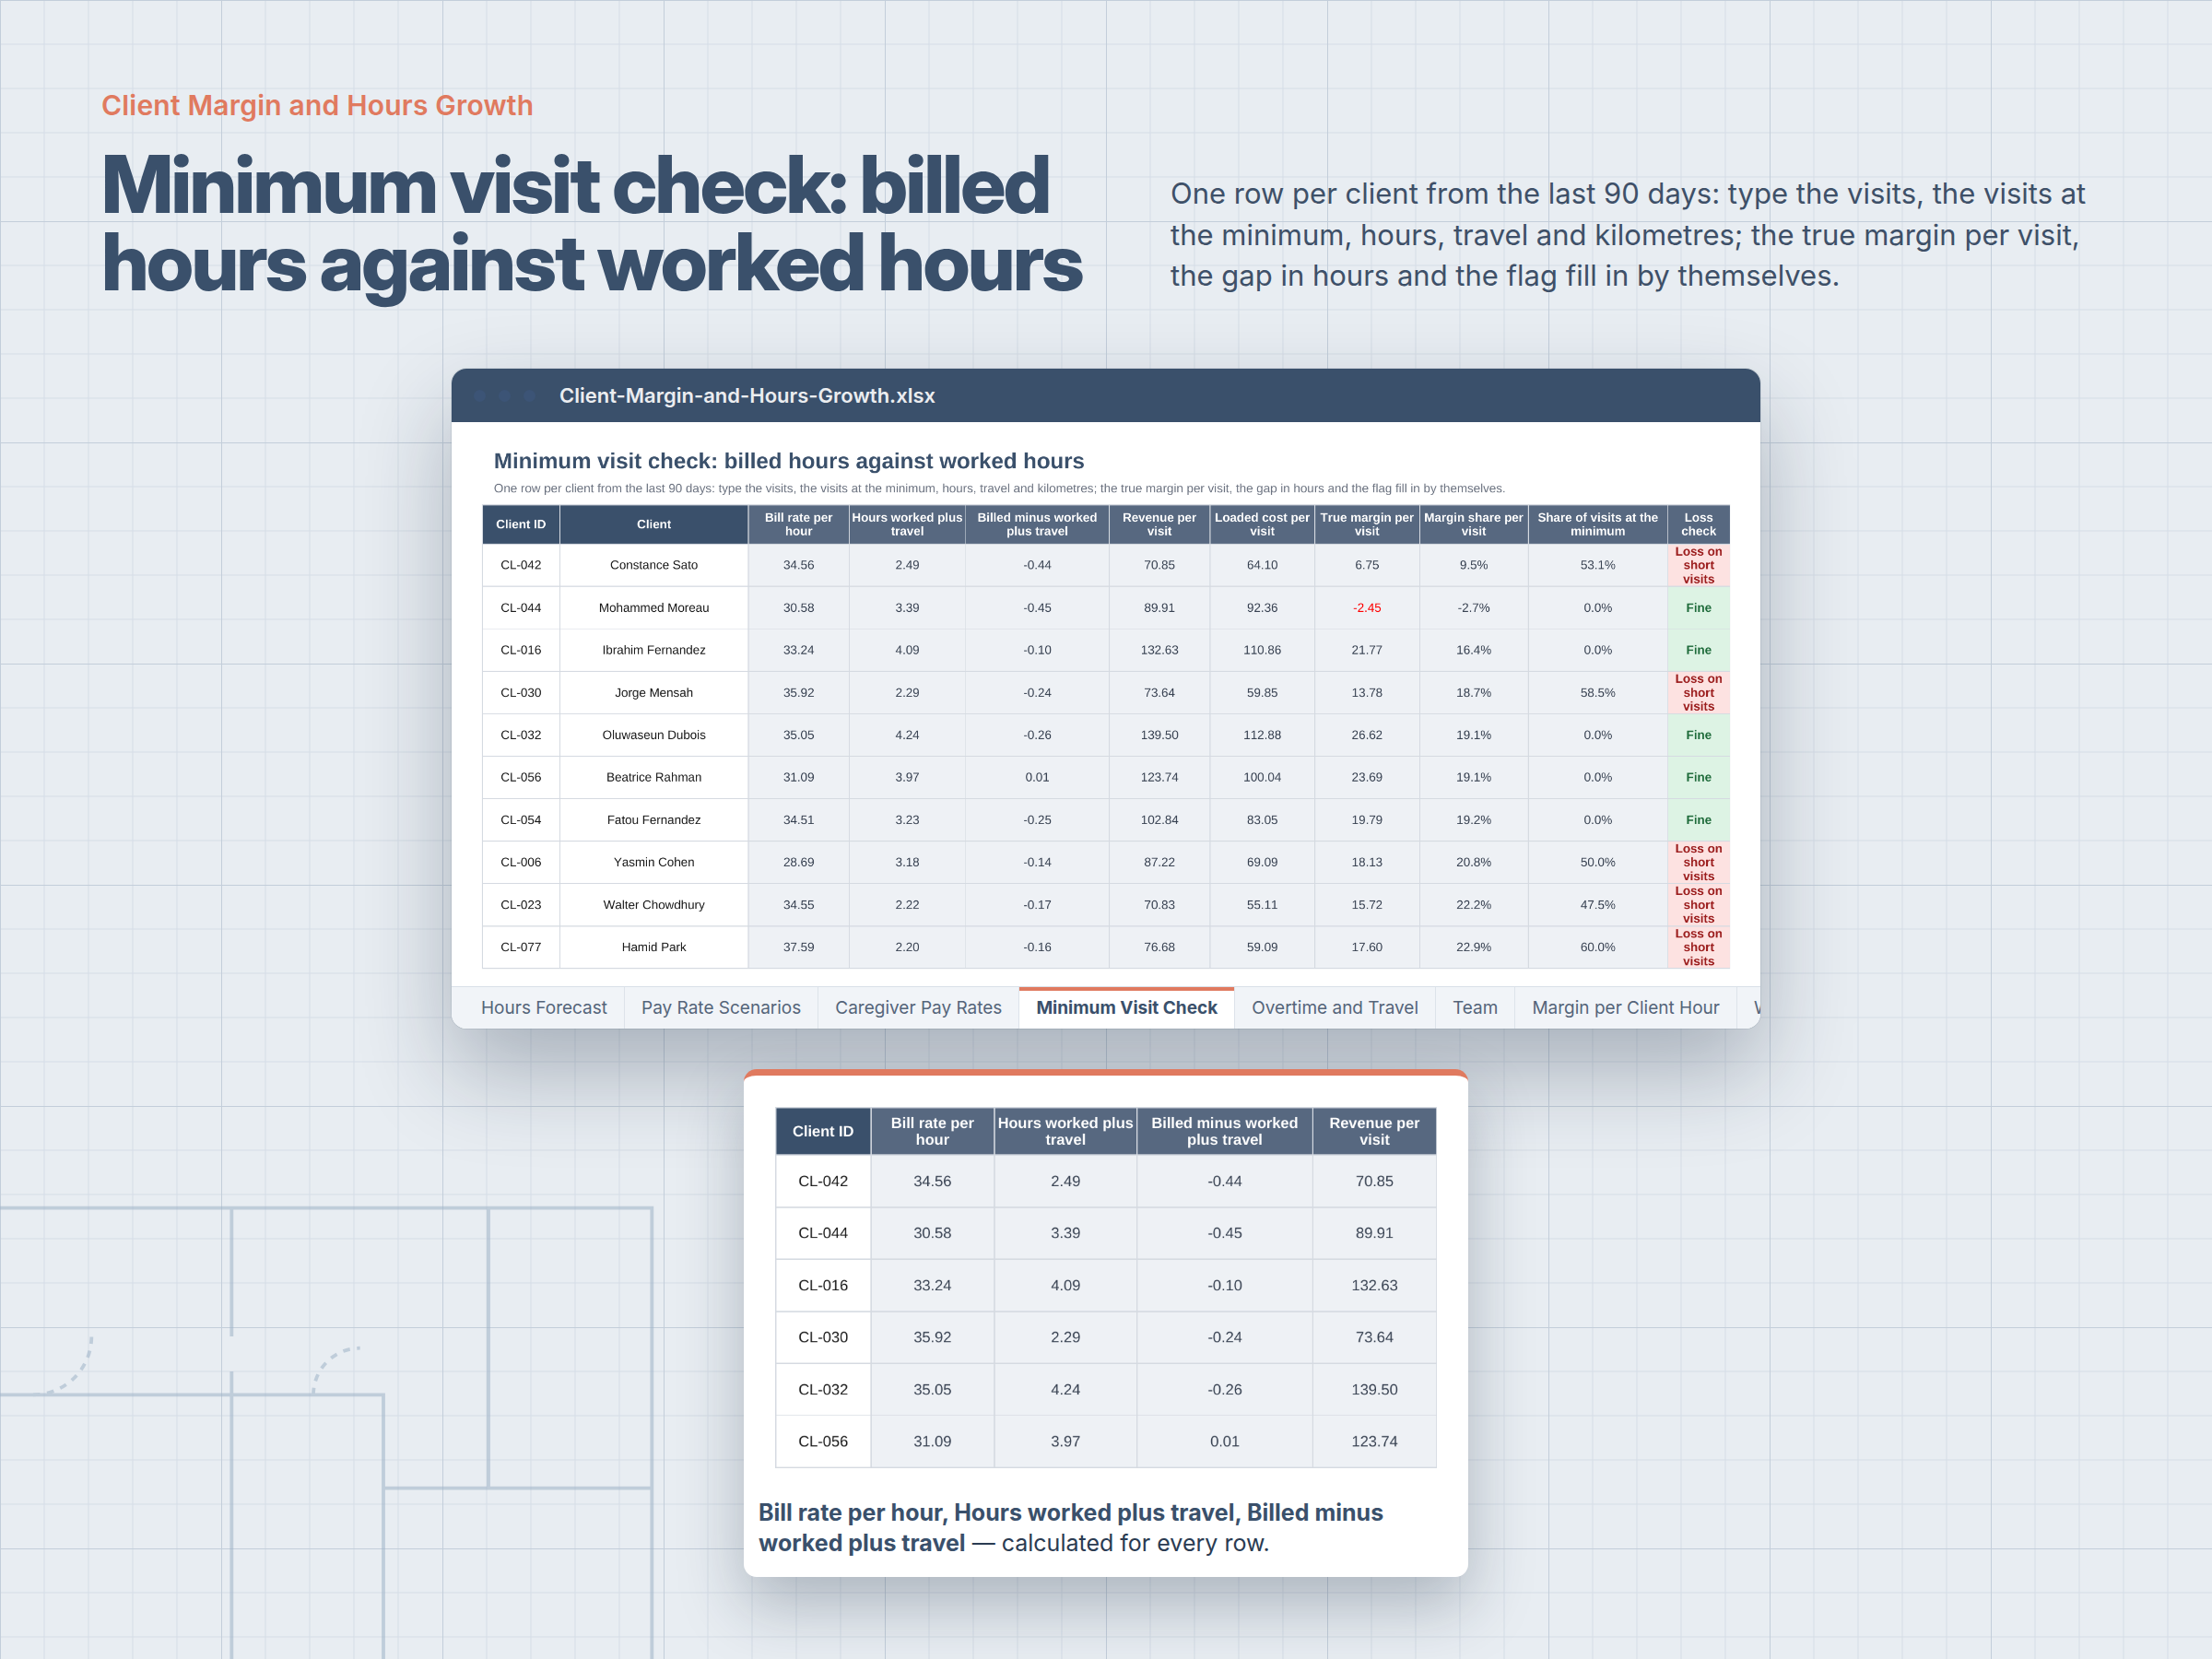 Client Margin and Hours Growth
Minimum visit check: billed
hours against worked hours
One row per client from the last 90 days: type the visits, the visits at
the minimum, hours, travel and kilometres; the true margin per visit,
the gap in hours and the flag fill in by themselves.
Client-Margin-and-Hours-Growth.xlsx
Minimum visit check: billed hours against worked hours
One row per client from the last 90 days: type the visits, the visits at the minimum, hours, travel and kilometres; the true margin per visit, the gap in hours and the flag fill in by themselves.
Client ID Client Bill rate per hour Hours worked plus travel Billed minus worked plus travel Revenue per visit Loaded cost per visit True margin per visit Margin share per visit Share of visits at the minimum Loss check
CL-042 Constance Sato 34.56 2.49 -0.44 70.85 64.10 6.75 9.5% 53.1% Loss on short visits
CL-044 Mohammed Moreau 30.58 3.39 -0.45 89.91 92.36 -2.45 -2.7% 0.0% Fine
CL-016 Ibrahim Fernandez 33.24 4.09 -0.10 132.63 110.86 21.77 16.4% 0.0% Fine
CL-030 Jorge Mensah 35.92 2.29 -0.24 73.64 59.85 13.78 18.7% 58.5% Loss on short visits
CL-032 Oluwaseun Dubois 35.05 4.24 -0.26 139.50 112.88 26.62 19.1% 0.0% Fine
CL-056 Beatrice Rahman 31.09 3.97 0.01 123.74 100.04 23.69 19.1% 0.0% Fine
CL-054 Fatou Fernandez 34.51 3.23 -0.25 102.84 83.05 19.79 19.2% 0.0% Fine
CL-006 Yasmin Cohen 28.69 3.18 -0.14 87.22 69.09 18.13 20.8% 50.0% Loss on short visits
CL-023 Walter Chowdhury 34.55 2.22 -0.17 70.83 55.11 15.72 22.2% 47.5% Loss on short visits
CL-077 Hamid Park 37.59 2.20 -0.16 76.68 59.09 17.60 22.9% 60.0% Loss on short visits
Hours Forecast Pay Rate Scenarios Caregiver Pay Rates Minimum Visit Check Overtime and Travel Team Margin per Client Hour
Client ID Bill rate per hour Hours worked plus travel Billed minus worked plus travel Revenue per visit
CL-042 34.56 2.49 -0.44 70.85
CL-044 30.58 3.39 -0.45 89.91
CL-016 33.24 4.09 -0.10 132.63
CL-030 35.92 2.29 -0.24 73.64
CL-032 35.05 4.24 -0.26 139.50
CL-056 31.09 3.97 0.01 123.74
Bill rate per hour, Hours worked plus travel, Billed minus
worked plus travel — calculated for every row.